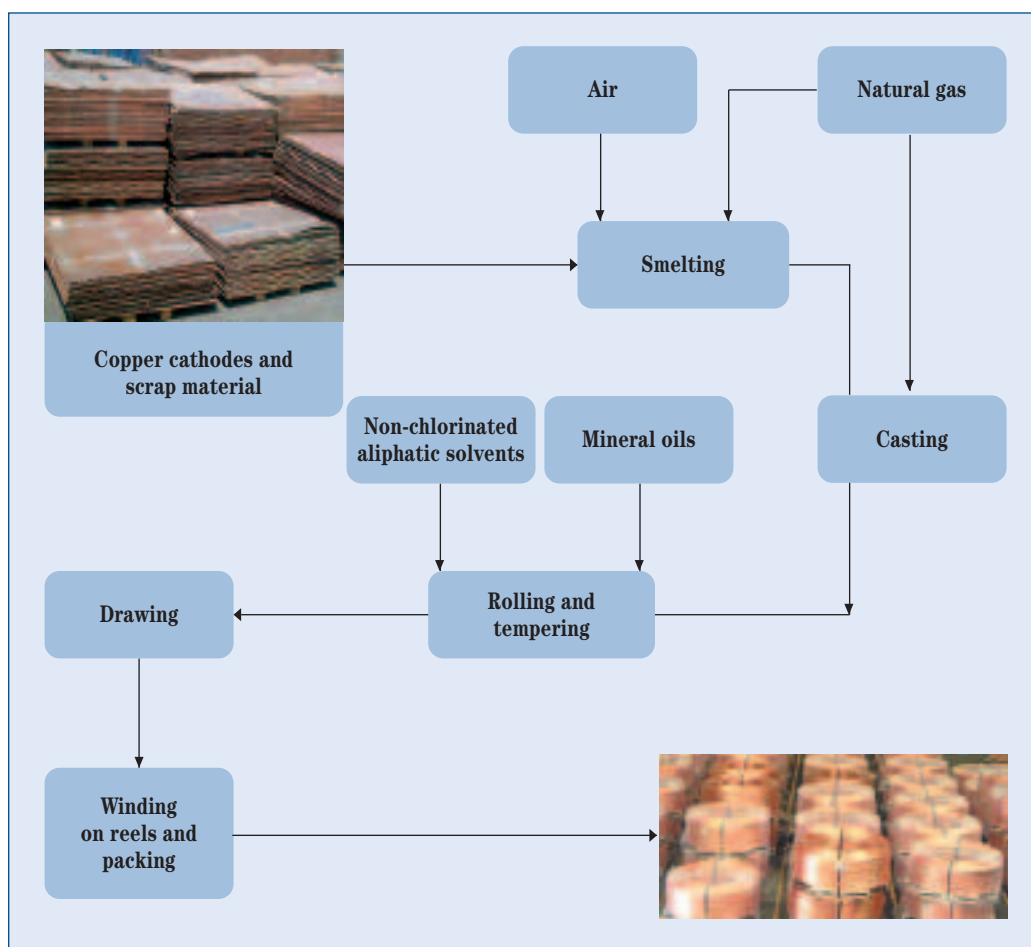 Air
Natural gas
Smelting
Copper cathodes and
scrap material
Non-chlorinated
aliphatic solvents
Mineral oils
Casting
Drawing
Rolling and
tempering
Winding
on reels and
packing